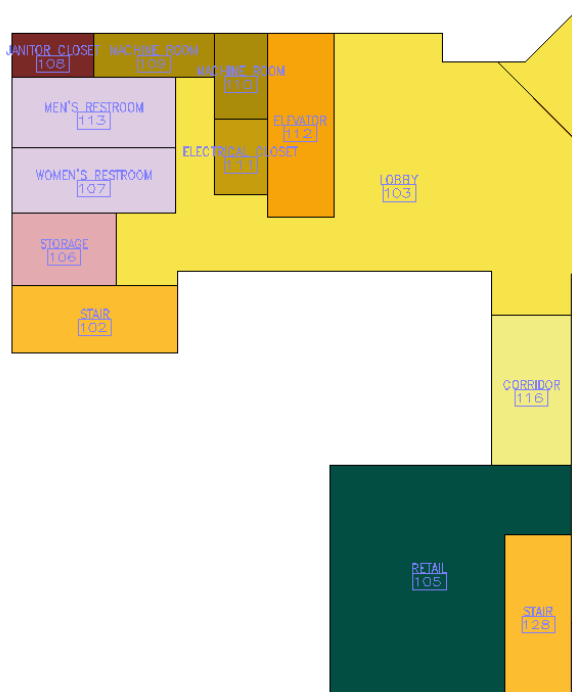 JANITOR CLOSET
108
MACHINE ROOM
109
MACHINE ROOM
110
MEN'S RESTROOM
113
ELEVATOR
112
ELECTRICAL CLOSET
111
WOMEN'S RESTROOM
107
LOBBY
103
STORAGE
106
STAIR
102
CORRIDOR
116
RETAIL
105
STAIR
128